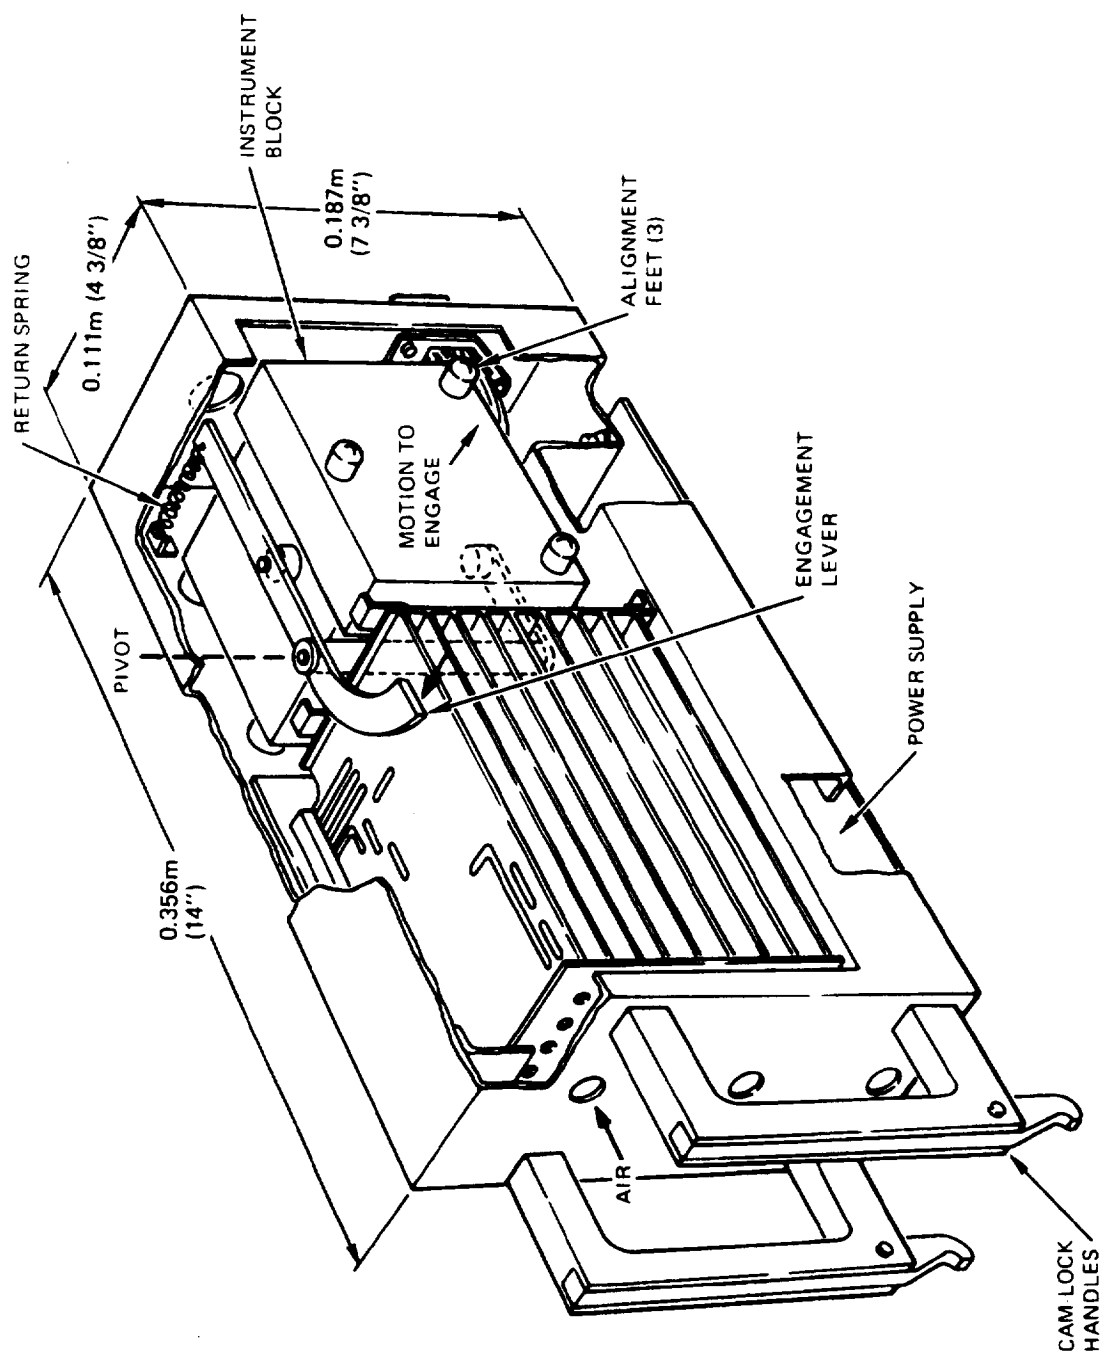 RETURN SPRING
0.111m (4 3/8")
INSTRUMENT
BLOCK
0.187m
(7 3/8")
PIVOT
ALIGNMENT
FEET (3)
MOTION TO
ENGAGE
0.356m
(14")
ENGAGEMENT
LEVER
POWER SUPPLY
AIR
CAM-LOCK
HANDLES